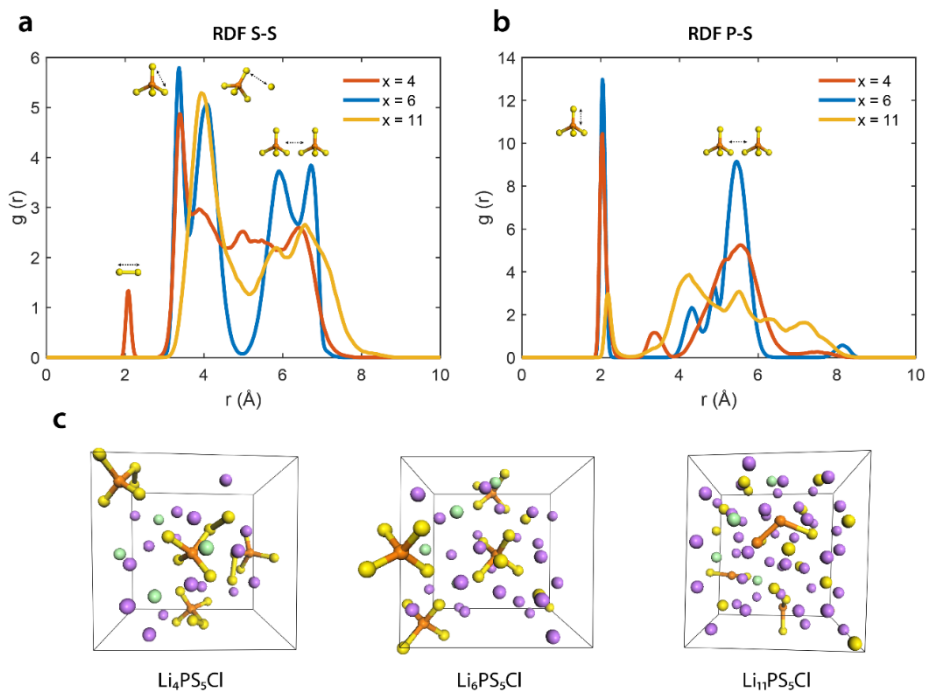 a
RDF S-S
g (r)
6
5
4
3
2
1
0
0 2 4 6 8 10
r (Å)
x = 4
x = 6
x = 11
b
RDF P-S
g (r)
14
12
10
8
6
4
2
0
0 2 4 6 8 10
r (Å)
x = 4
x = 6
x = 11
c
Li₄PS₅Cl
Li₆PS₅Cl
Li₁₁PS₅Cl